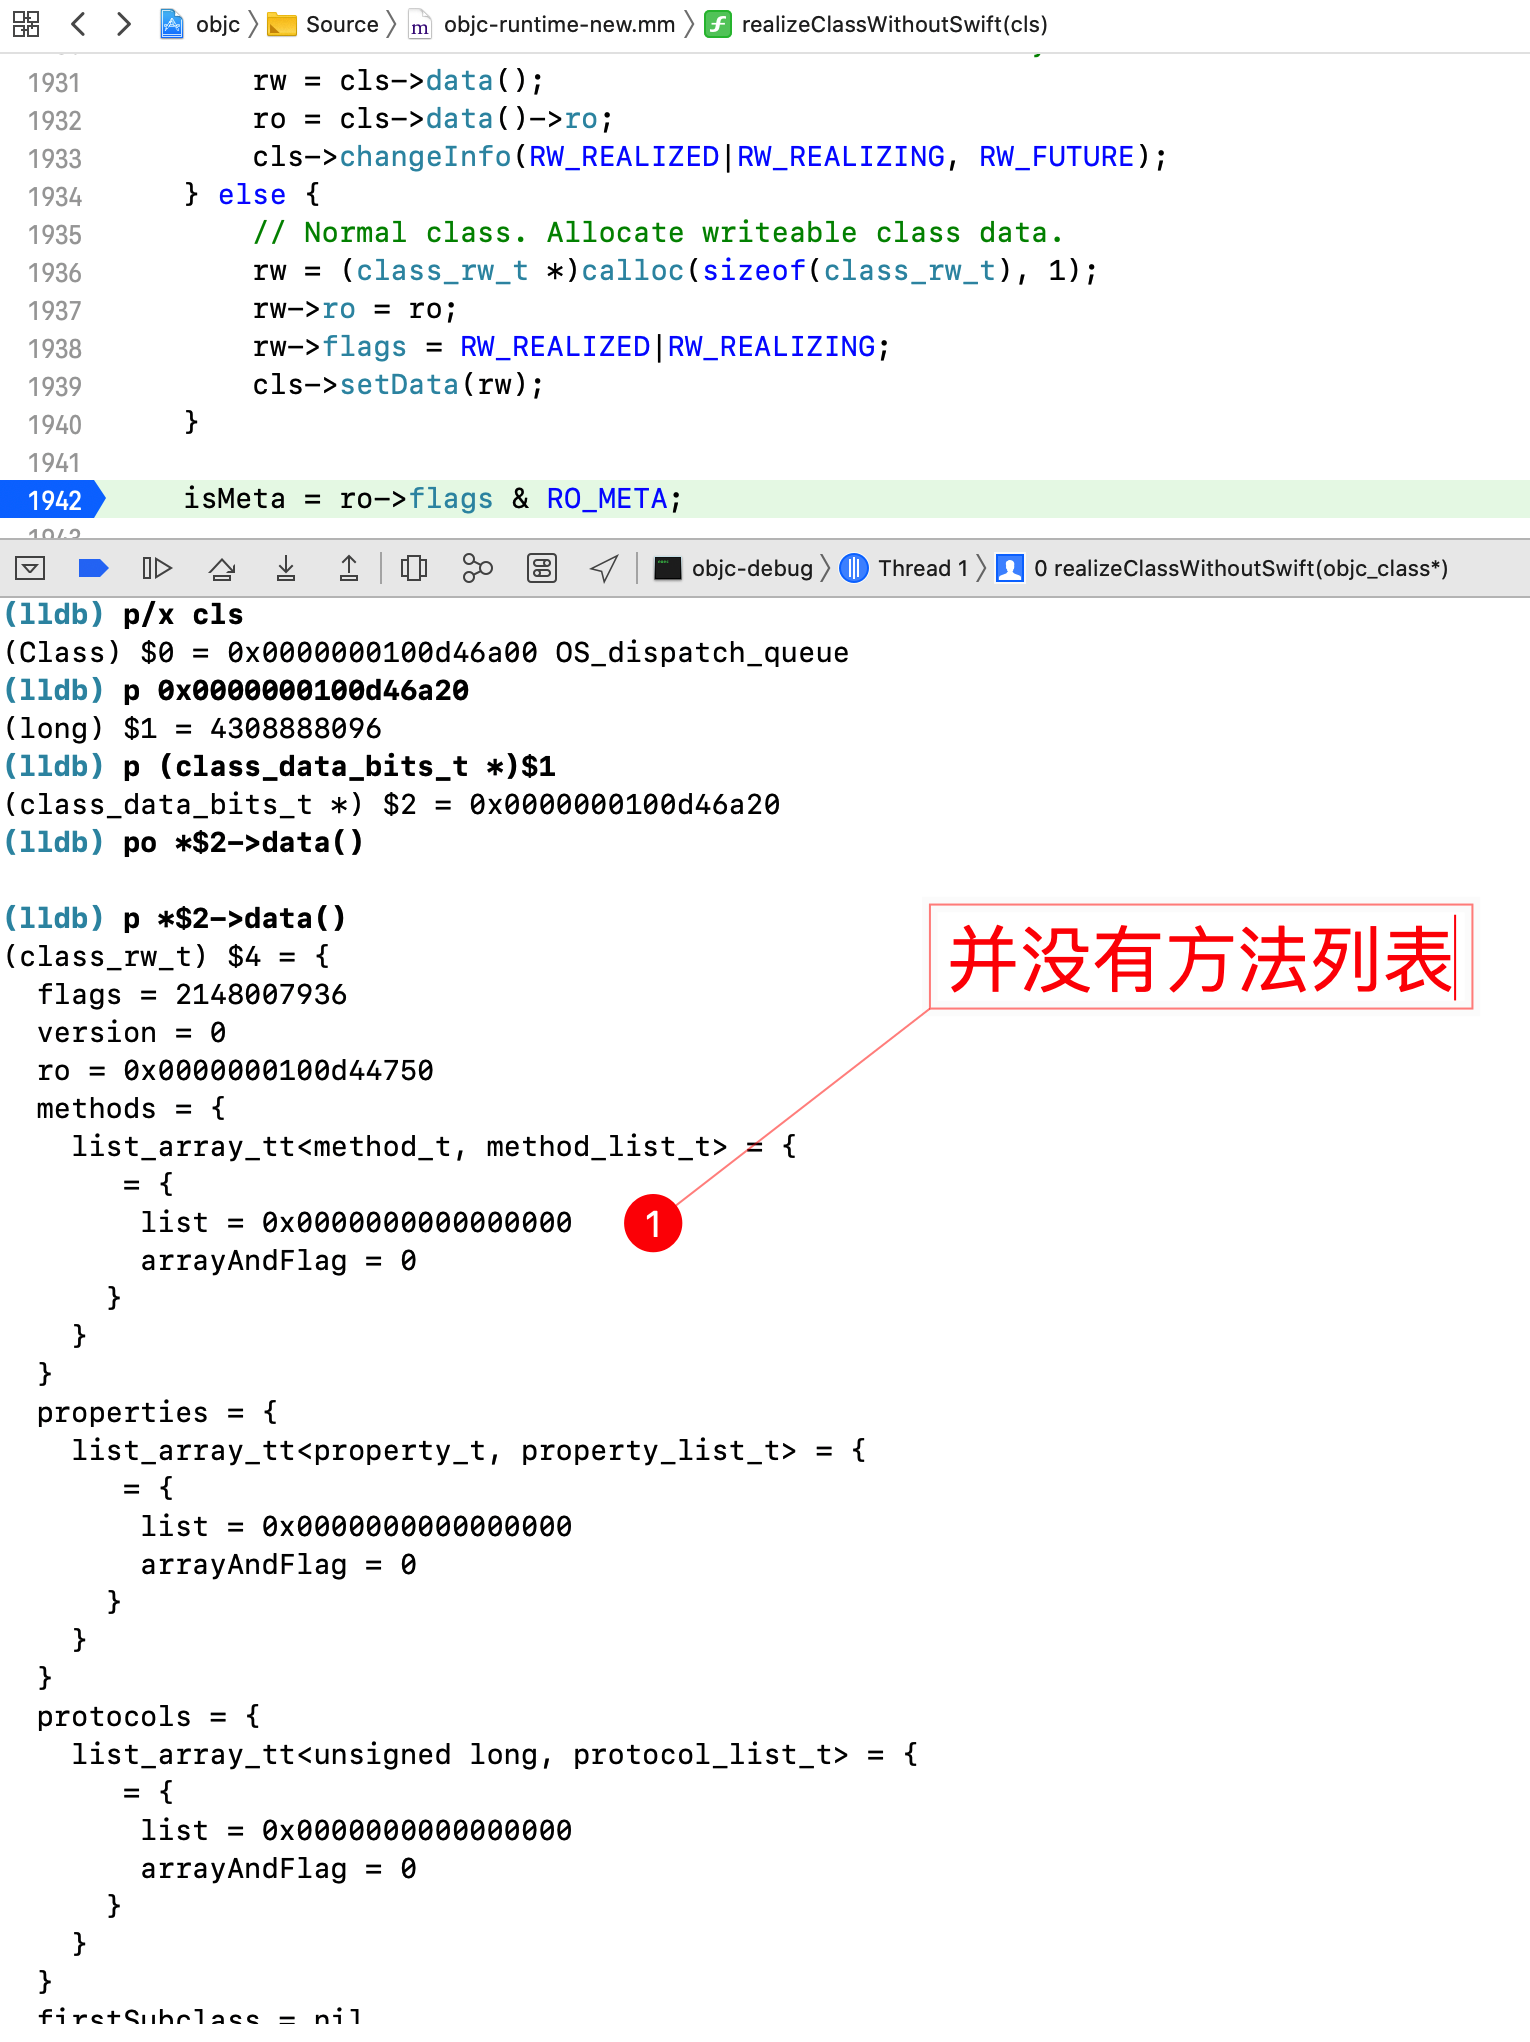 objc 〉 Source 〉 objc-runtime-new.mm 〉 realizeClassWithoutSwift(cls)
1931 rw = cls->data();
1932 ro = cls->data()->ro;
1933 cls->changeInfo(RW_REALIZED|RW_REALIZING, RW_FUTURE);
1934 } else {
1935 // Normal class. Allocate writeable class data.
1936 rw = (class_rw_t *)calloc(sizeof(class_rw_t), 1);
1937 rw->ro = ro;
1938 rw->flags = RW_REALIZED|RW_REALIZING;
1939 cls->setData(rw);
1940 }
1941
1942 isMeta = ro->flags & RO_META;
1943
objc-debug 〉 Thread 1 〉 0 realizeClassWithoutSwift(objc_class*)
(lldb) p/x cls
(Class) $0 = 0x0000000100d46a00 OS_dispatch_queue
(lldb) p 0x0000000100d46a20
(long) $1 = 4308888096
(lldb) p (class_data_bits_t *)$1
(class_data_bits_t *) $2 = 0x0000000100d46a20
(lldb) po *$2->data()
(lldb) p *$2->data()
并没有方法列表
(class_rw_t) $4 = {
flags = 2148007936
version = 0
ro = 0x0000000100d44750
methods = {
list_array_tt<method_t, method_list_t> = {
= {
list = 0x0000000000000000
1
arrayAndFlag = 0
}
}
}
properties = {
list_array_tt<property_t, property_list_t> = {
= {
list = 0x0000000000000000
arrayAndFlag = 0
}
}
}
protocols = {
list_array_tt<unsigned long, protocol_list_t> = {
= {
list = 0x0000000000000000
arrayAndFlag = 0
}
}
}
firstSubclass = nil